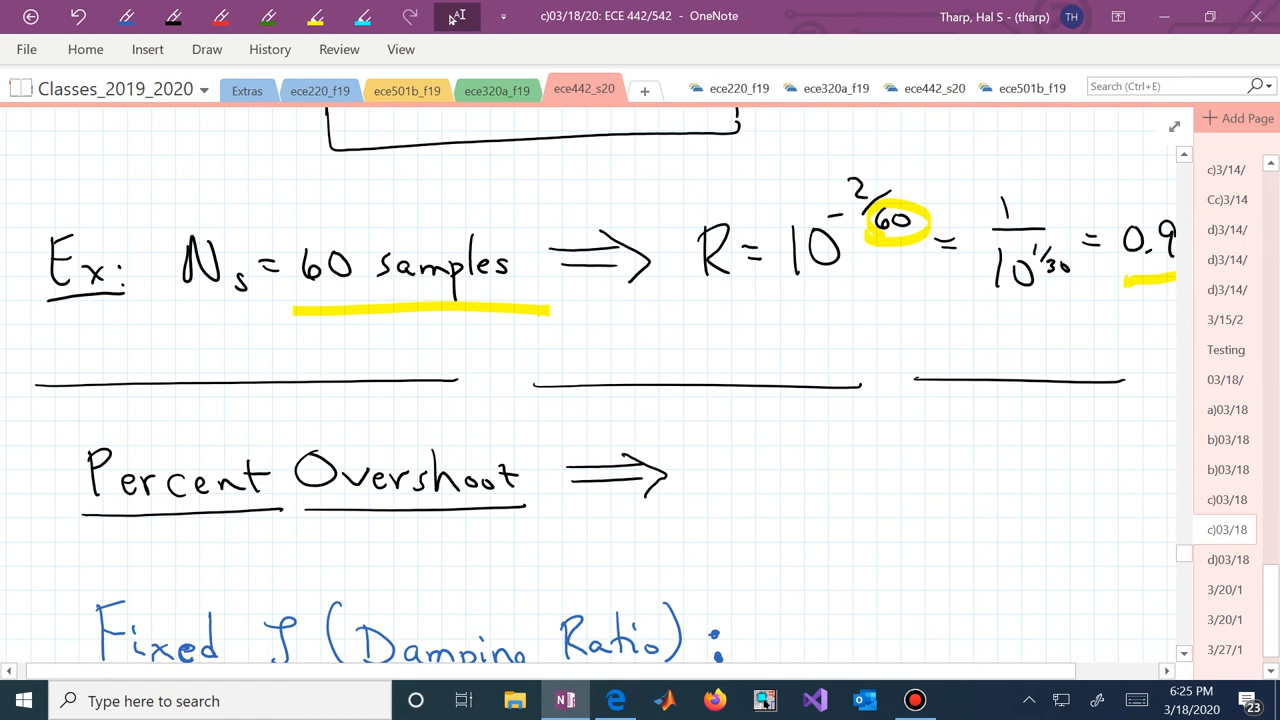 c)03/18/20: ECE 442/542 - OneNote
Tharp, Hal S - (tharp) TH
File Home Insert Draw History Review View
Classes_2019_2020 Extras ece220_f19 ece501b_f19 ece320a_f19 ece442_s20 ece220_f19 ece320a_f19 ece442_s20 ece501b_f19 Search (Ctrl+E)
Add Page
c)3/14/
Cc)3/14
d)3/14/
d)3/14/
d)3/14/
3/15/2
Testing
03/18/
a)03/18
b)03/18
b)03/18
c)03/18
c)03/18
d)03/18
3/20/1
3/20/1
3/27/1
Ex: Ns = 60 samples ⟹ R = 10^-2/60 = 1/10^1/30 = 0.9
Percent Overshoot ⟹
Fixed ζ (Damping Ratio) :
Type here to search
6:25 PM
3/18/2020
23